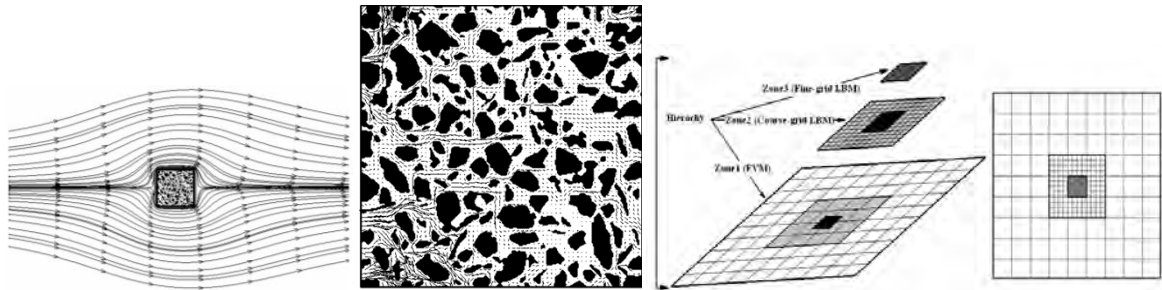 Zone3 (Fine-grid LBM)
Hierachy
Zone2 (Coarse-grid LBM)
Zone1 (FVM)